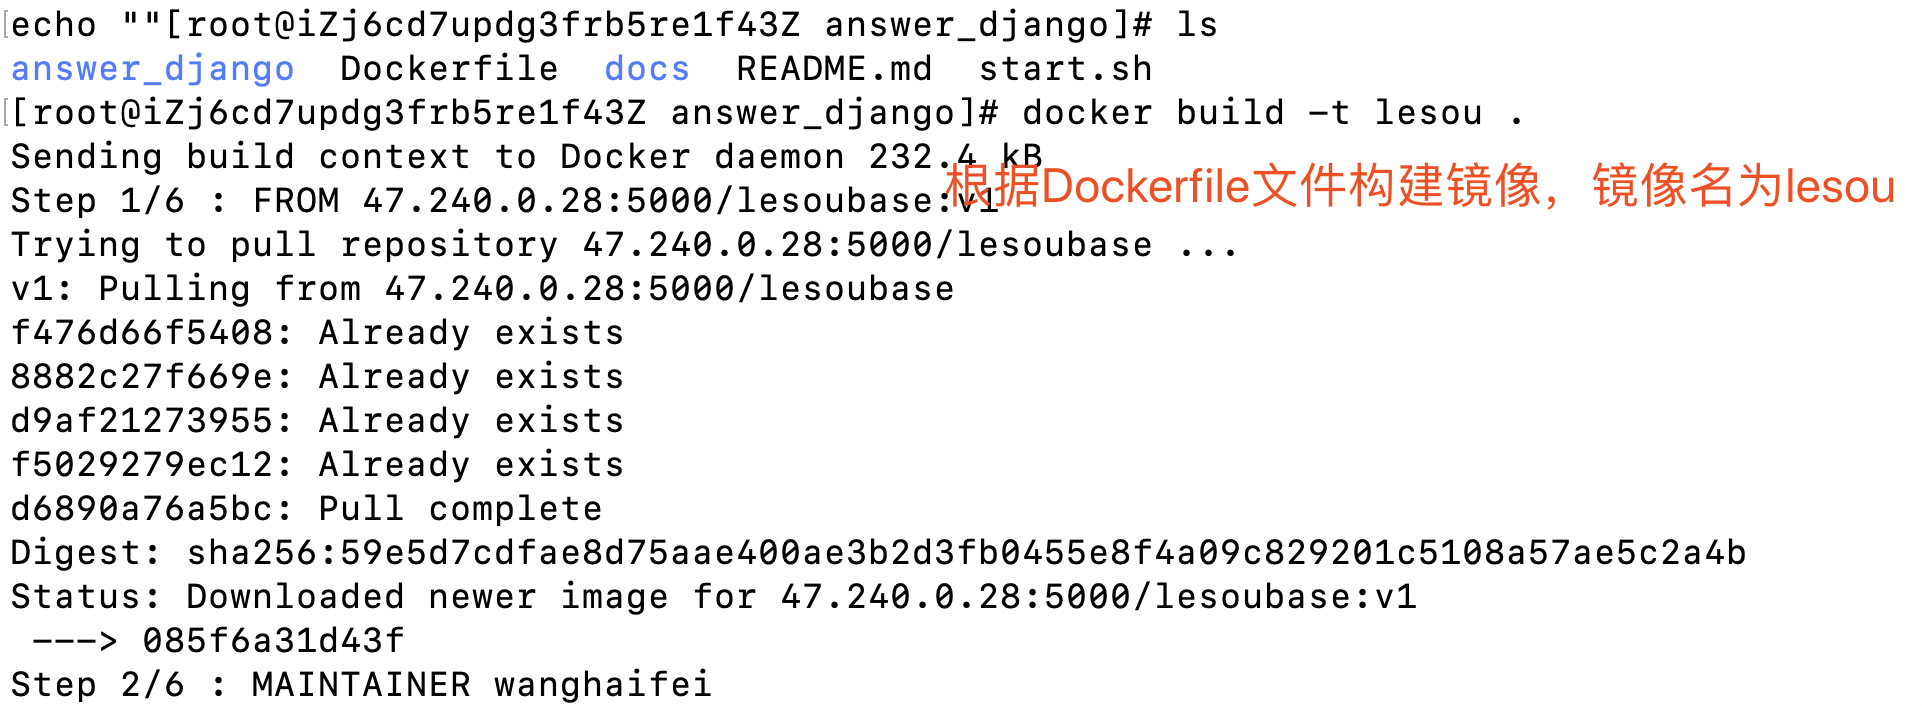 echo ""[root@iZj6cd7updg3frb5re1f43Z answer_django]# ls
answer_django  Dockerfile  docs  README.md  start.sh
[root@iZj6cd7updg3frb5re1f43Z answer_django]# docker build -t lesou .
Sending build context to Docker daemon 232.4 kB
根据Dockerfile文件构建镜像，镜像名为lesou
Step 1/6 : FROM 47.240.0.28:5000/lesoubase:v1
Trying to pull repository 47.240.0.28:5000/lesoubase ...
v1: Pulling from 47.240.0.28:5000/lesoubase
f476d66f5408: Already exists
8882c27f669e: Already exists
d9af21273955: Already exists
f5029279ec12: Already exists
d6890a76a5bc: Pull complete
Digest: sha256:59e5d7cdfae8d75aae400ae3b2d3fb0455e8f4a09c829201c5108a57ae5c2a4b
Status: Downloaded newer image for 47.240.0.28:5000/lesoubase:v1
 ---> 085f6a31d43f
Step 2/6 : MAINTAINER wanghaifei